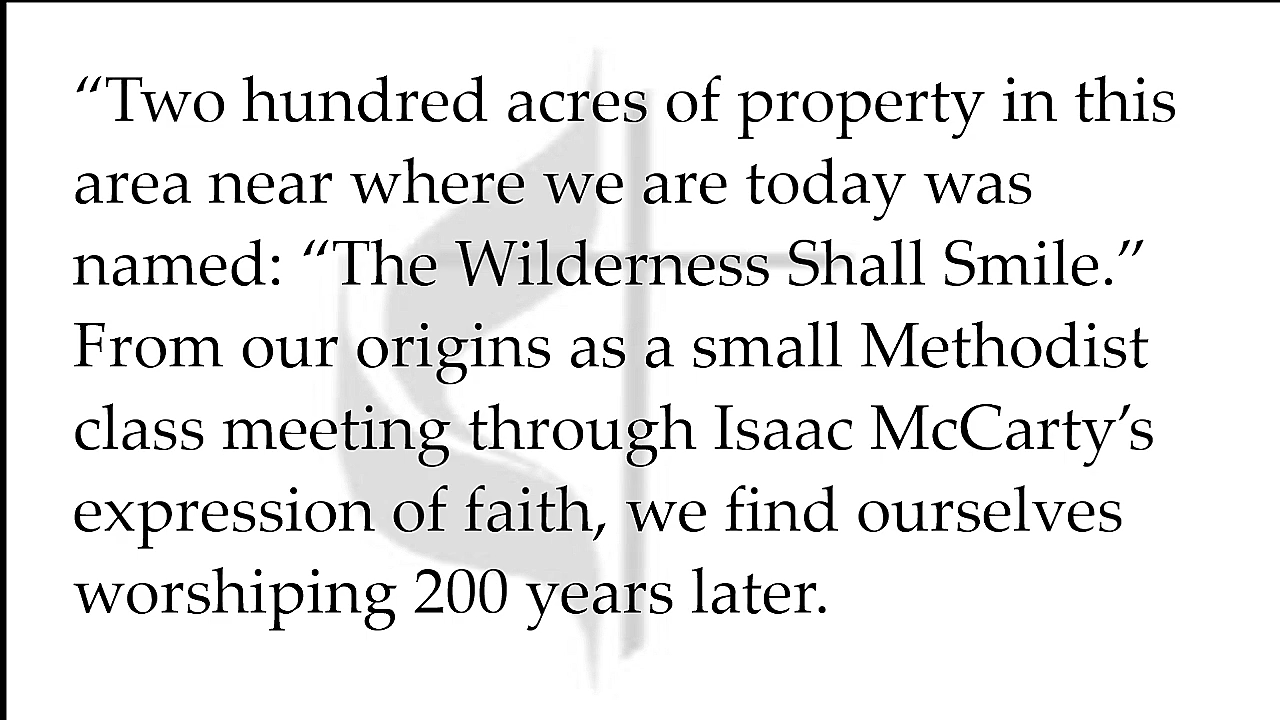 “Two hundred acres of property in this
area near where we are today was
named: “The Wilderness Shall Smile.”
From our origins as a small Methodist
class meeting through Isaac McCarty’s
expression of faith, we find ourselves
worshiping 200 years later.